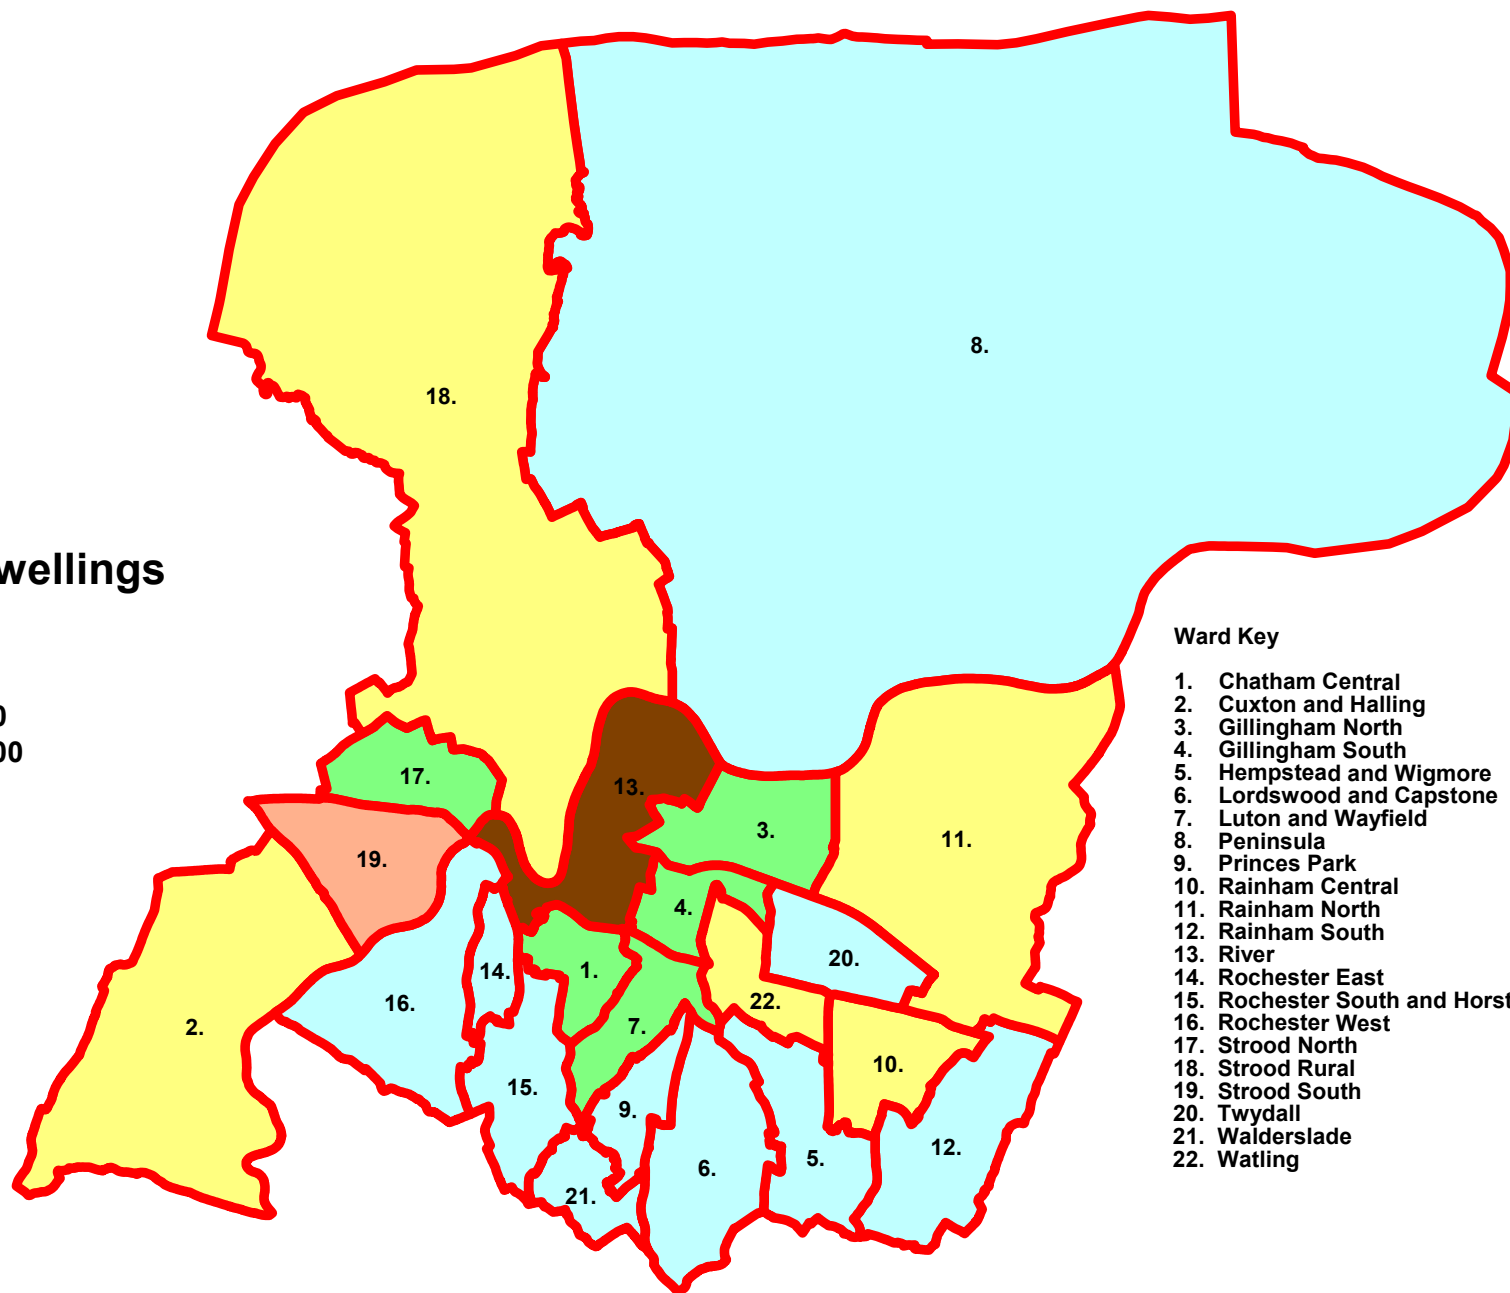 8.
18.
wellings
Ward Key
1. Chatham Central
2. Cuxton and Halling
3. Gillingham North
4. Gillingham South
5. Hempstead and Wigmore
6. Lordswood and Capstone
7. Luton and Wayfield
8. Peninsula
9. Princes Park
10. Rainham Central
11. Rainham North
12. Rainham South
13. River
14. Rochester East
15. Rochester South and Horst
16. Rochester West
17. Strood North
18. Strood Rural
19. Strood South
20. Twydall
21. Walderslade
22. Watling
0
00
17.
13.
3.
11.
19.
4.
20.
14.
1.
16.
22.
2.
7.
10.
15.
9.
12.
5.
6.
21.